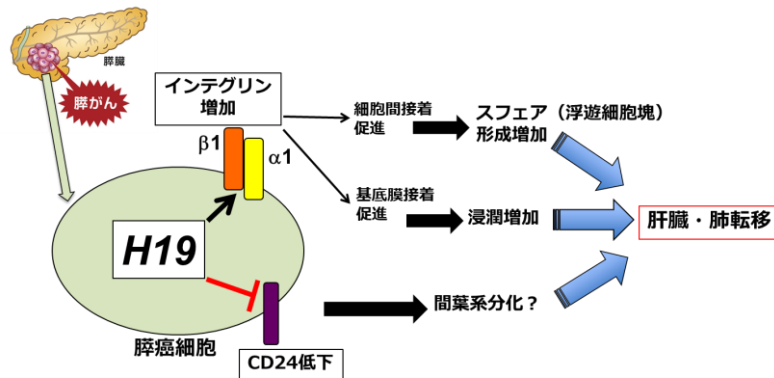 膵臓
膵がん
インテグリン
増加
β1
α1
細胞間接着
促進
スフェア（浮遊細胞塊）
形成増加
基底膜接着
促進
浸潤増加
肝臓・肺転移
H19
間葉系分化？
膵癌細胞
CD24低下